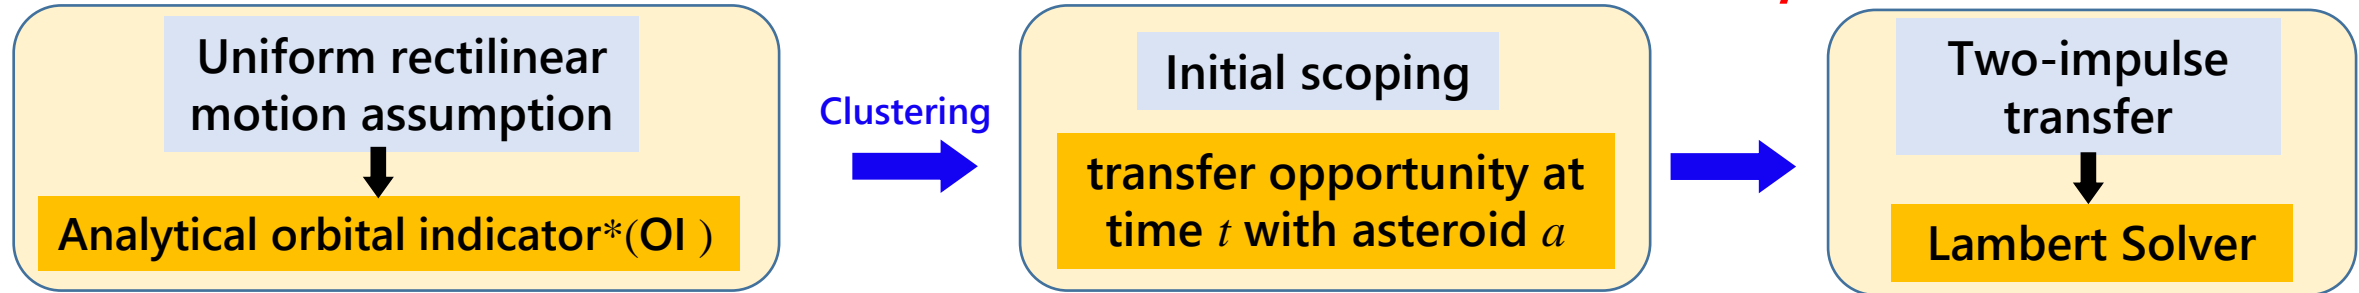 Uniform rectilinear
motion assumption
Analytical orbital indicator*(OI )
Clustering
Initial scoping
transfer opportunity at
time t with asteroid a
Two-impulse
transfer
Lambert Solver